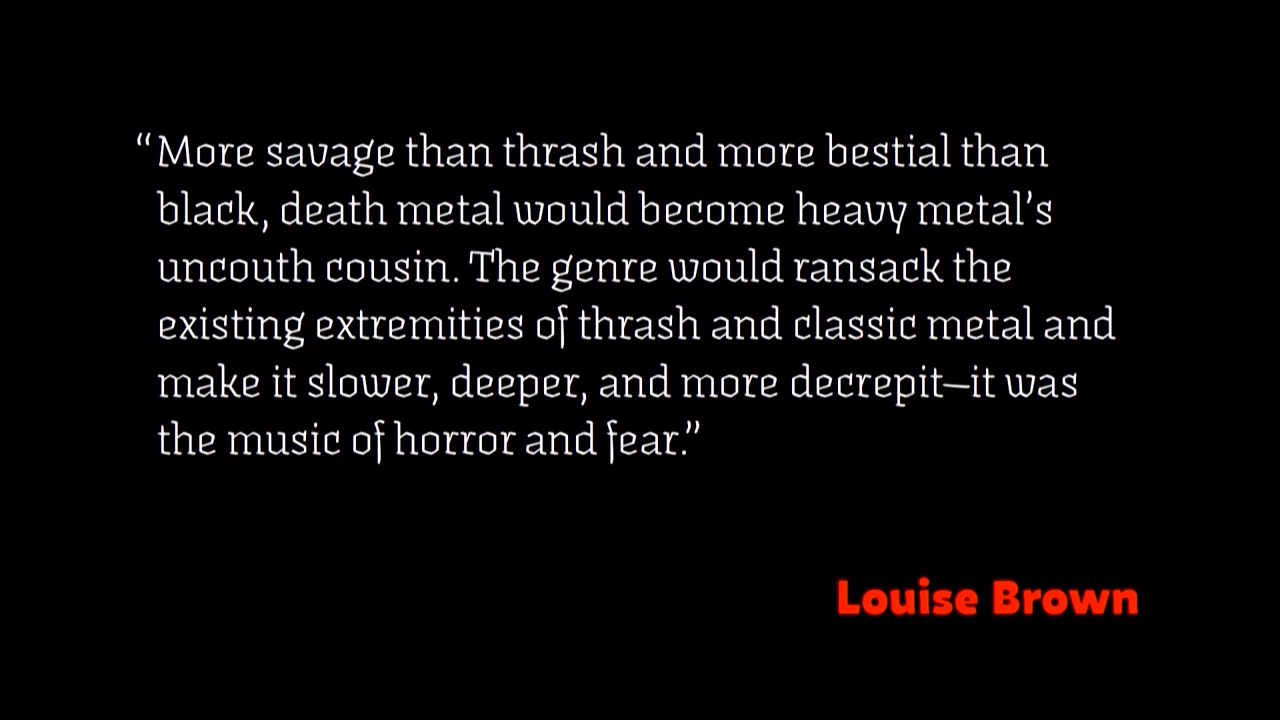 “More savage than thrash and more bestial than
black, death metal would become heavy metal’s
uncouth cousin. The genre would ransack the
existing extremities of thrash and classic metal and
make it slower, deeper, and more decrepit—it was
the music of horror and fear.”
Louise Brown